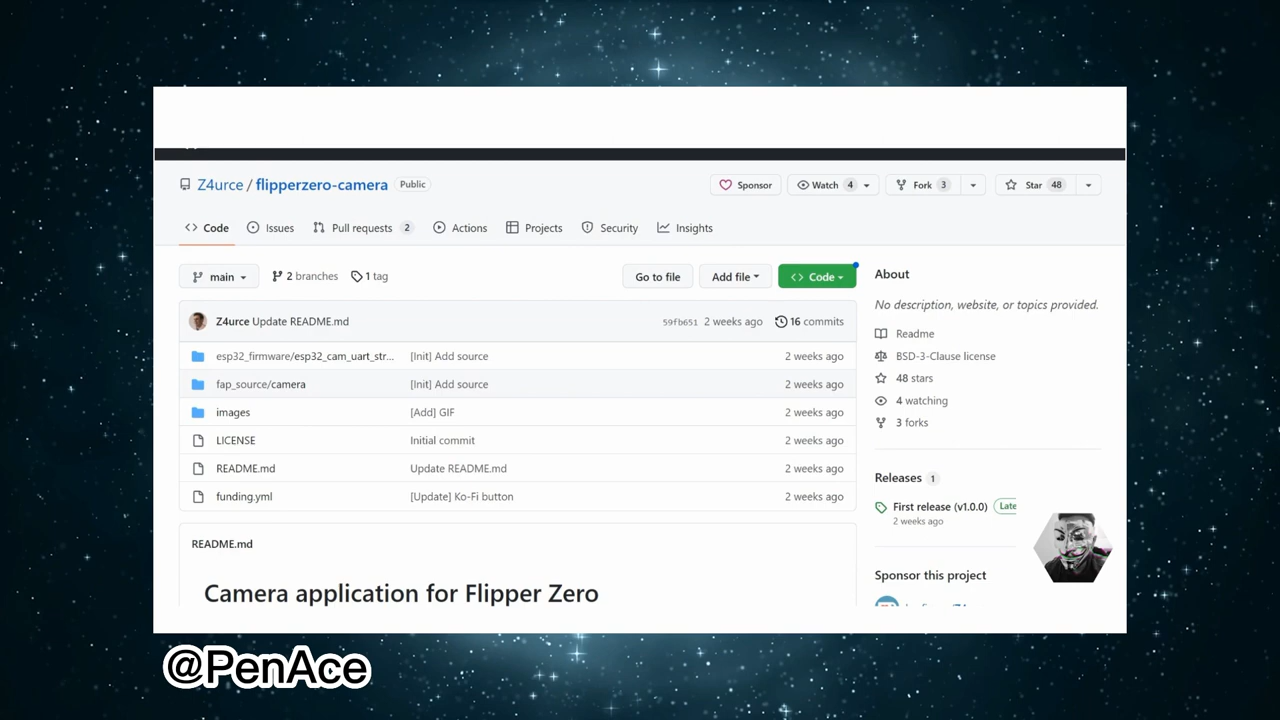 Z4urce / flipperzero-camera Public
Sponsor Watch 4 Fork 3 Star 48
Code Issues Pull requests 2 Actions Projects Security Insights
main 2 branches 1 tag Go to file Add file Code
Z4urce Update README.md 59fb651 2 weeks ago 16 commits
esp32_firmware/esp32_cam_uart_str... [Init] Add source 2 weeks ago
fap_source/camera [Init] Add source 2 weeks ago
images [Add] GIF 2 weeks ago
LICENSE Initial commit 2 weeks ago
README.md Update README.md 2 weeks ago
funding.yml [Update] Ko-Fi button 2 weeks ago
README.md
Camera application for Flipper Zero
About
No description, website, or topics provided.
Readme
BSD-3-Clause license
48 stars
4 watching
3 forks
Releases 1
First release (v1.0.0) Late
2 weeks ago
Sponsor this project
@PenAce